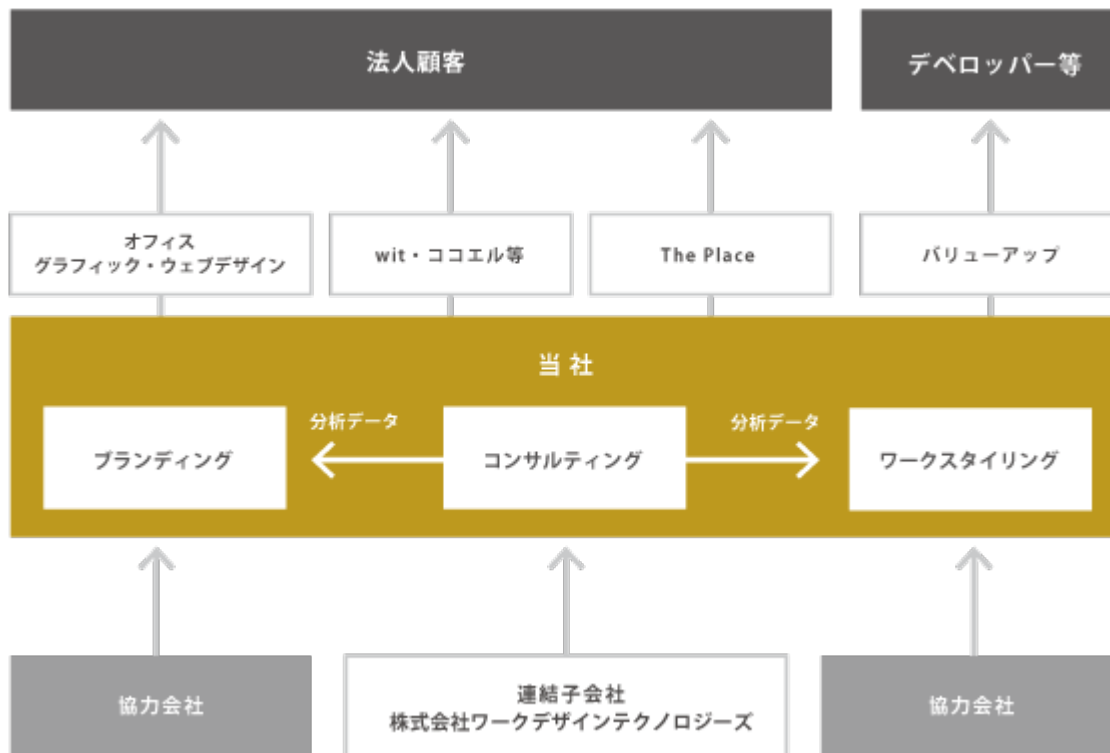 法人顧客
デベロッパー等
オフィス
グラフィック・ウェブデザイン
wit・ココエル等
The Place
バリューアップ
当社
分析データ
分析データ
ブランディング
コンサルティング
ワークスタイリング
協力会社
連結子会社
株式会社ワークデザインテクノロジーズ
協力会社